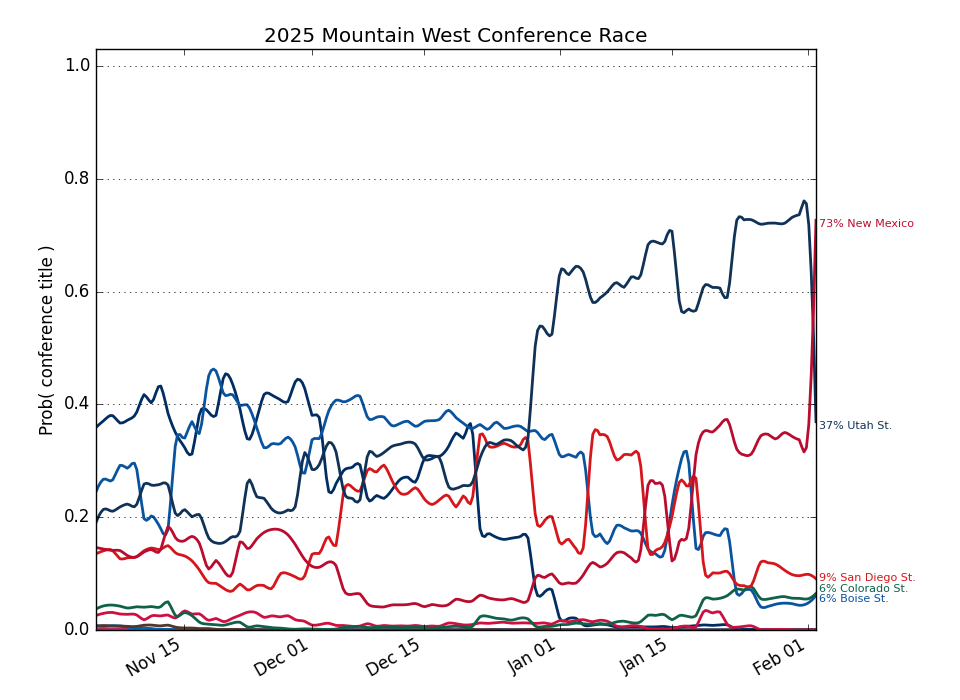 2025 Mountain West Conference Race
Prob( conference title )
1.0
0.8
0.6
0.4
0.2
0.0
73% New Mexico
37% Utah St.
9% San Diego St.
6% Colorado St.
6% Boise St.
Nov 15
Dec 01
Dec 15
Jan 01
Jan 15
Feb 01